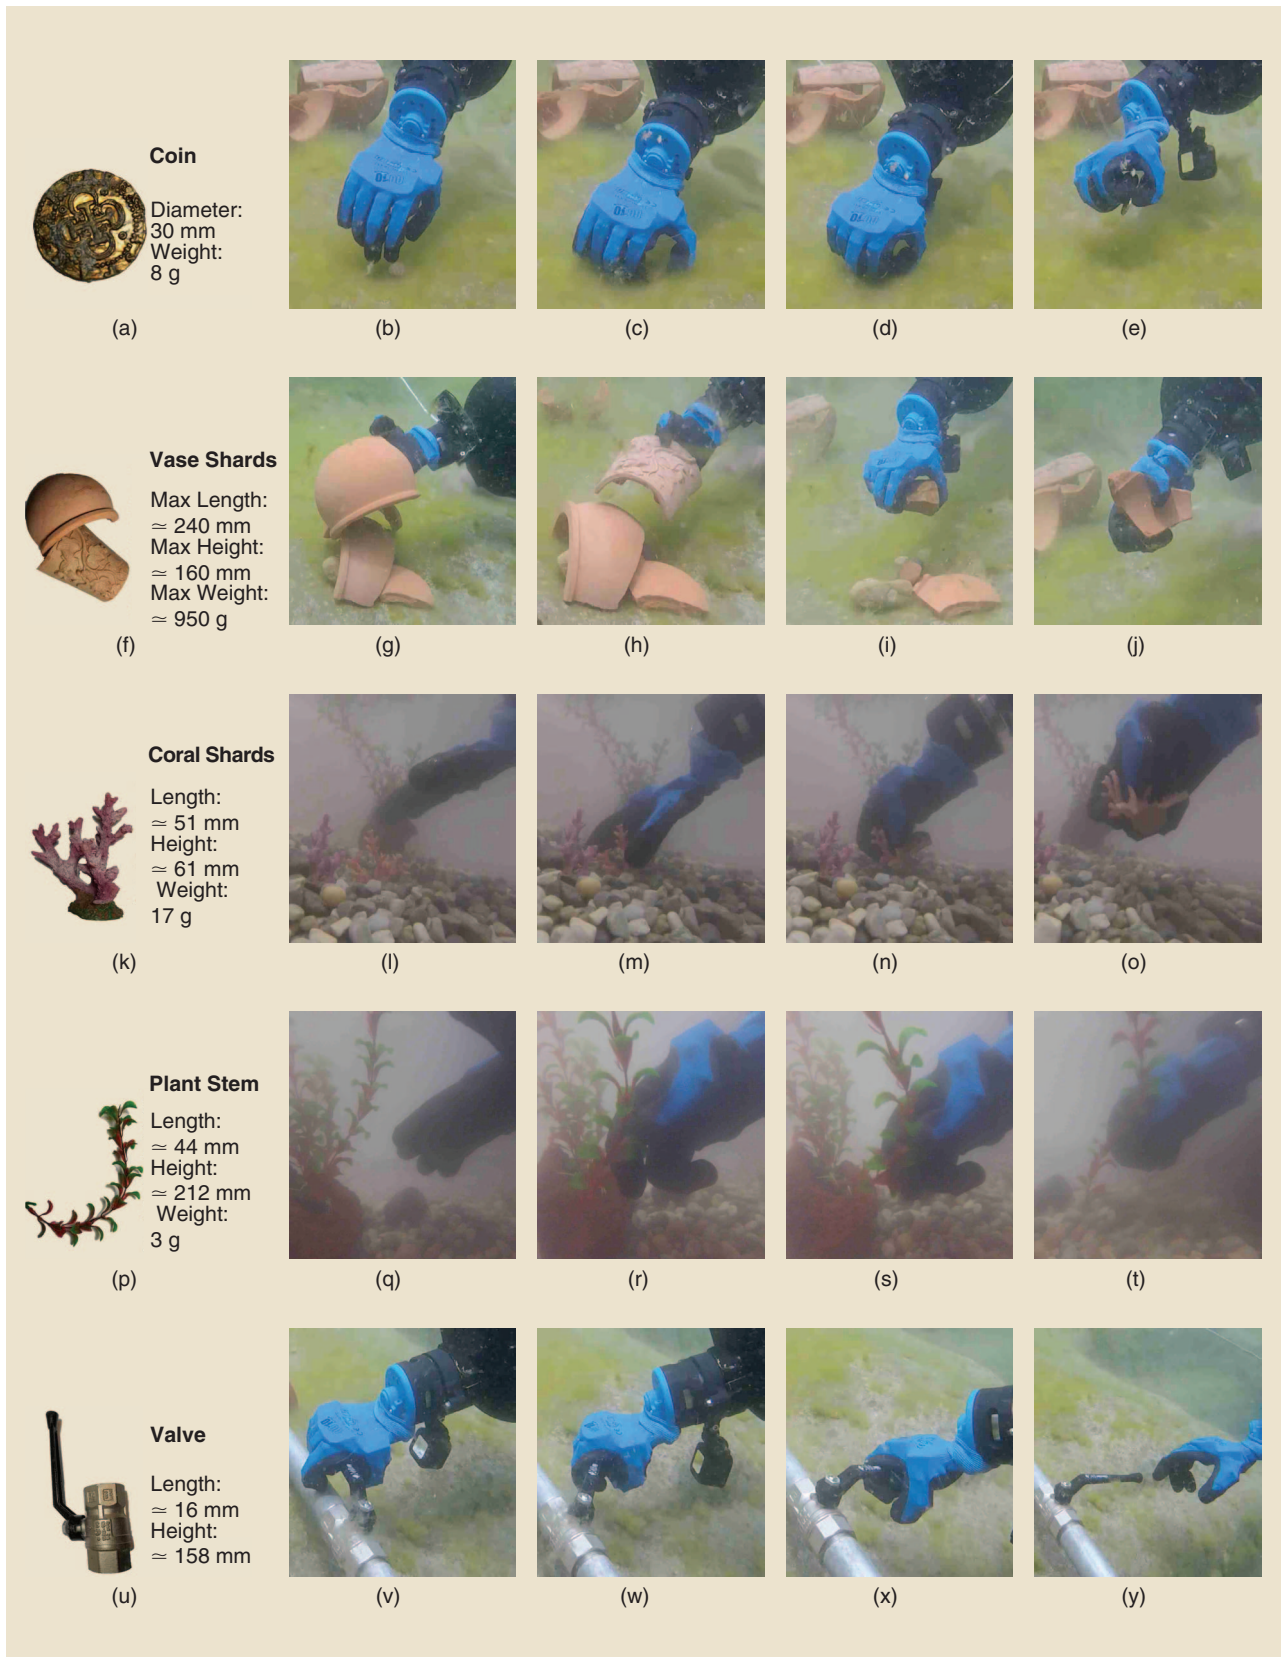 Coin
Diameter:
30 mm
Weight:
8 g
(a)
(b)
(c)
(d)
(e)
Vase Shards
Max Length:
≃ 240 mm
Max Height:
≃ 160 mm
Max Weight:
≃ 950 g
(f)
(g)
(h)
(i)
(j)
Coral Shards
Length:
≃ 51 mm
Height:
≃ 61 mm
Weight:
17 g
(k)
(l)
(m)
(n)
(o)
Plant Stem
Length:
≃ 44 mm
Height:
≃ 212 mm
Weight:
3 g
(p)
(q)
(r)
(s)
(t)
Valve
Length:
≃ 16 mm
Height:
≃ 158 mm
(u)
(v)
(w)
(x)
(y)